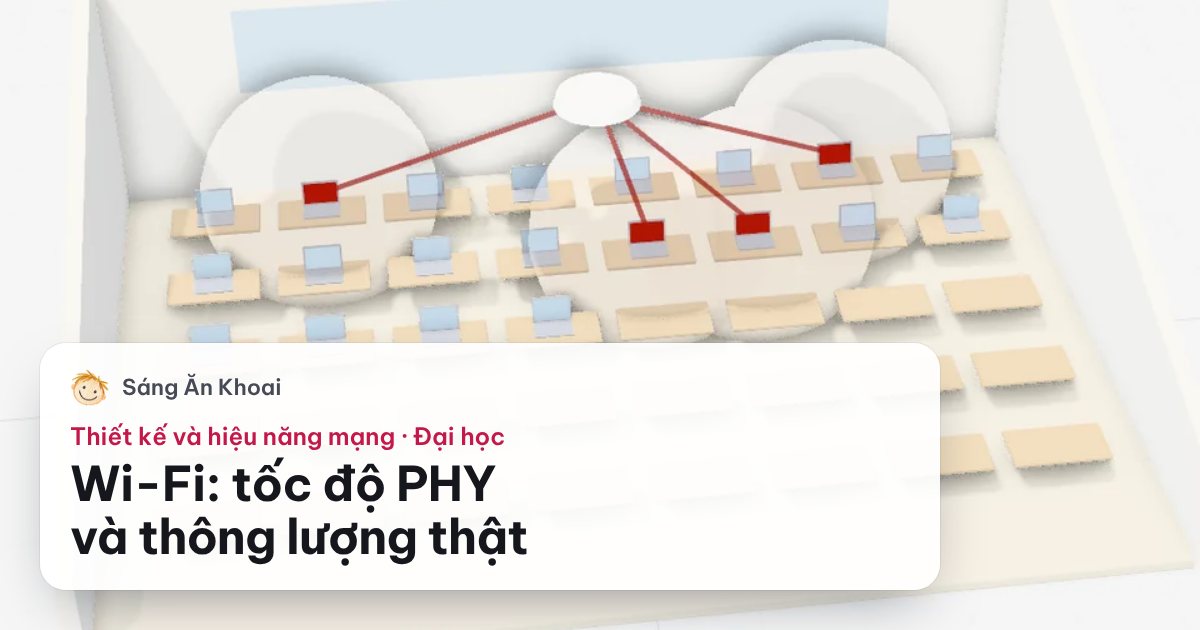 Sáng Ăn Khoai
Thiết kế và hiệu năng mạng · Đại học
Wi-Fi: tốc độ PHY
và thông lượng thật